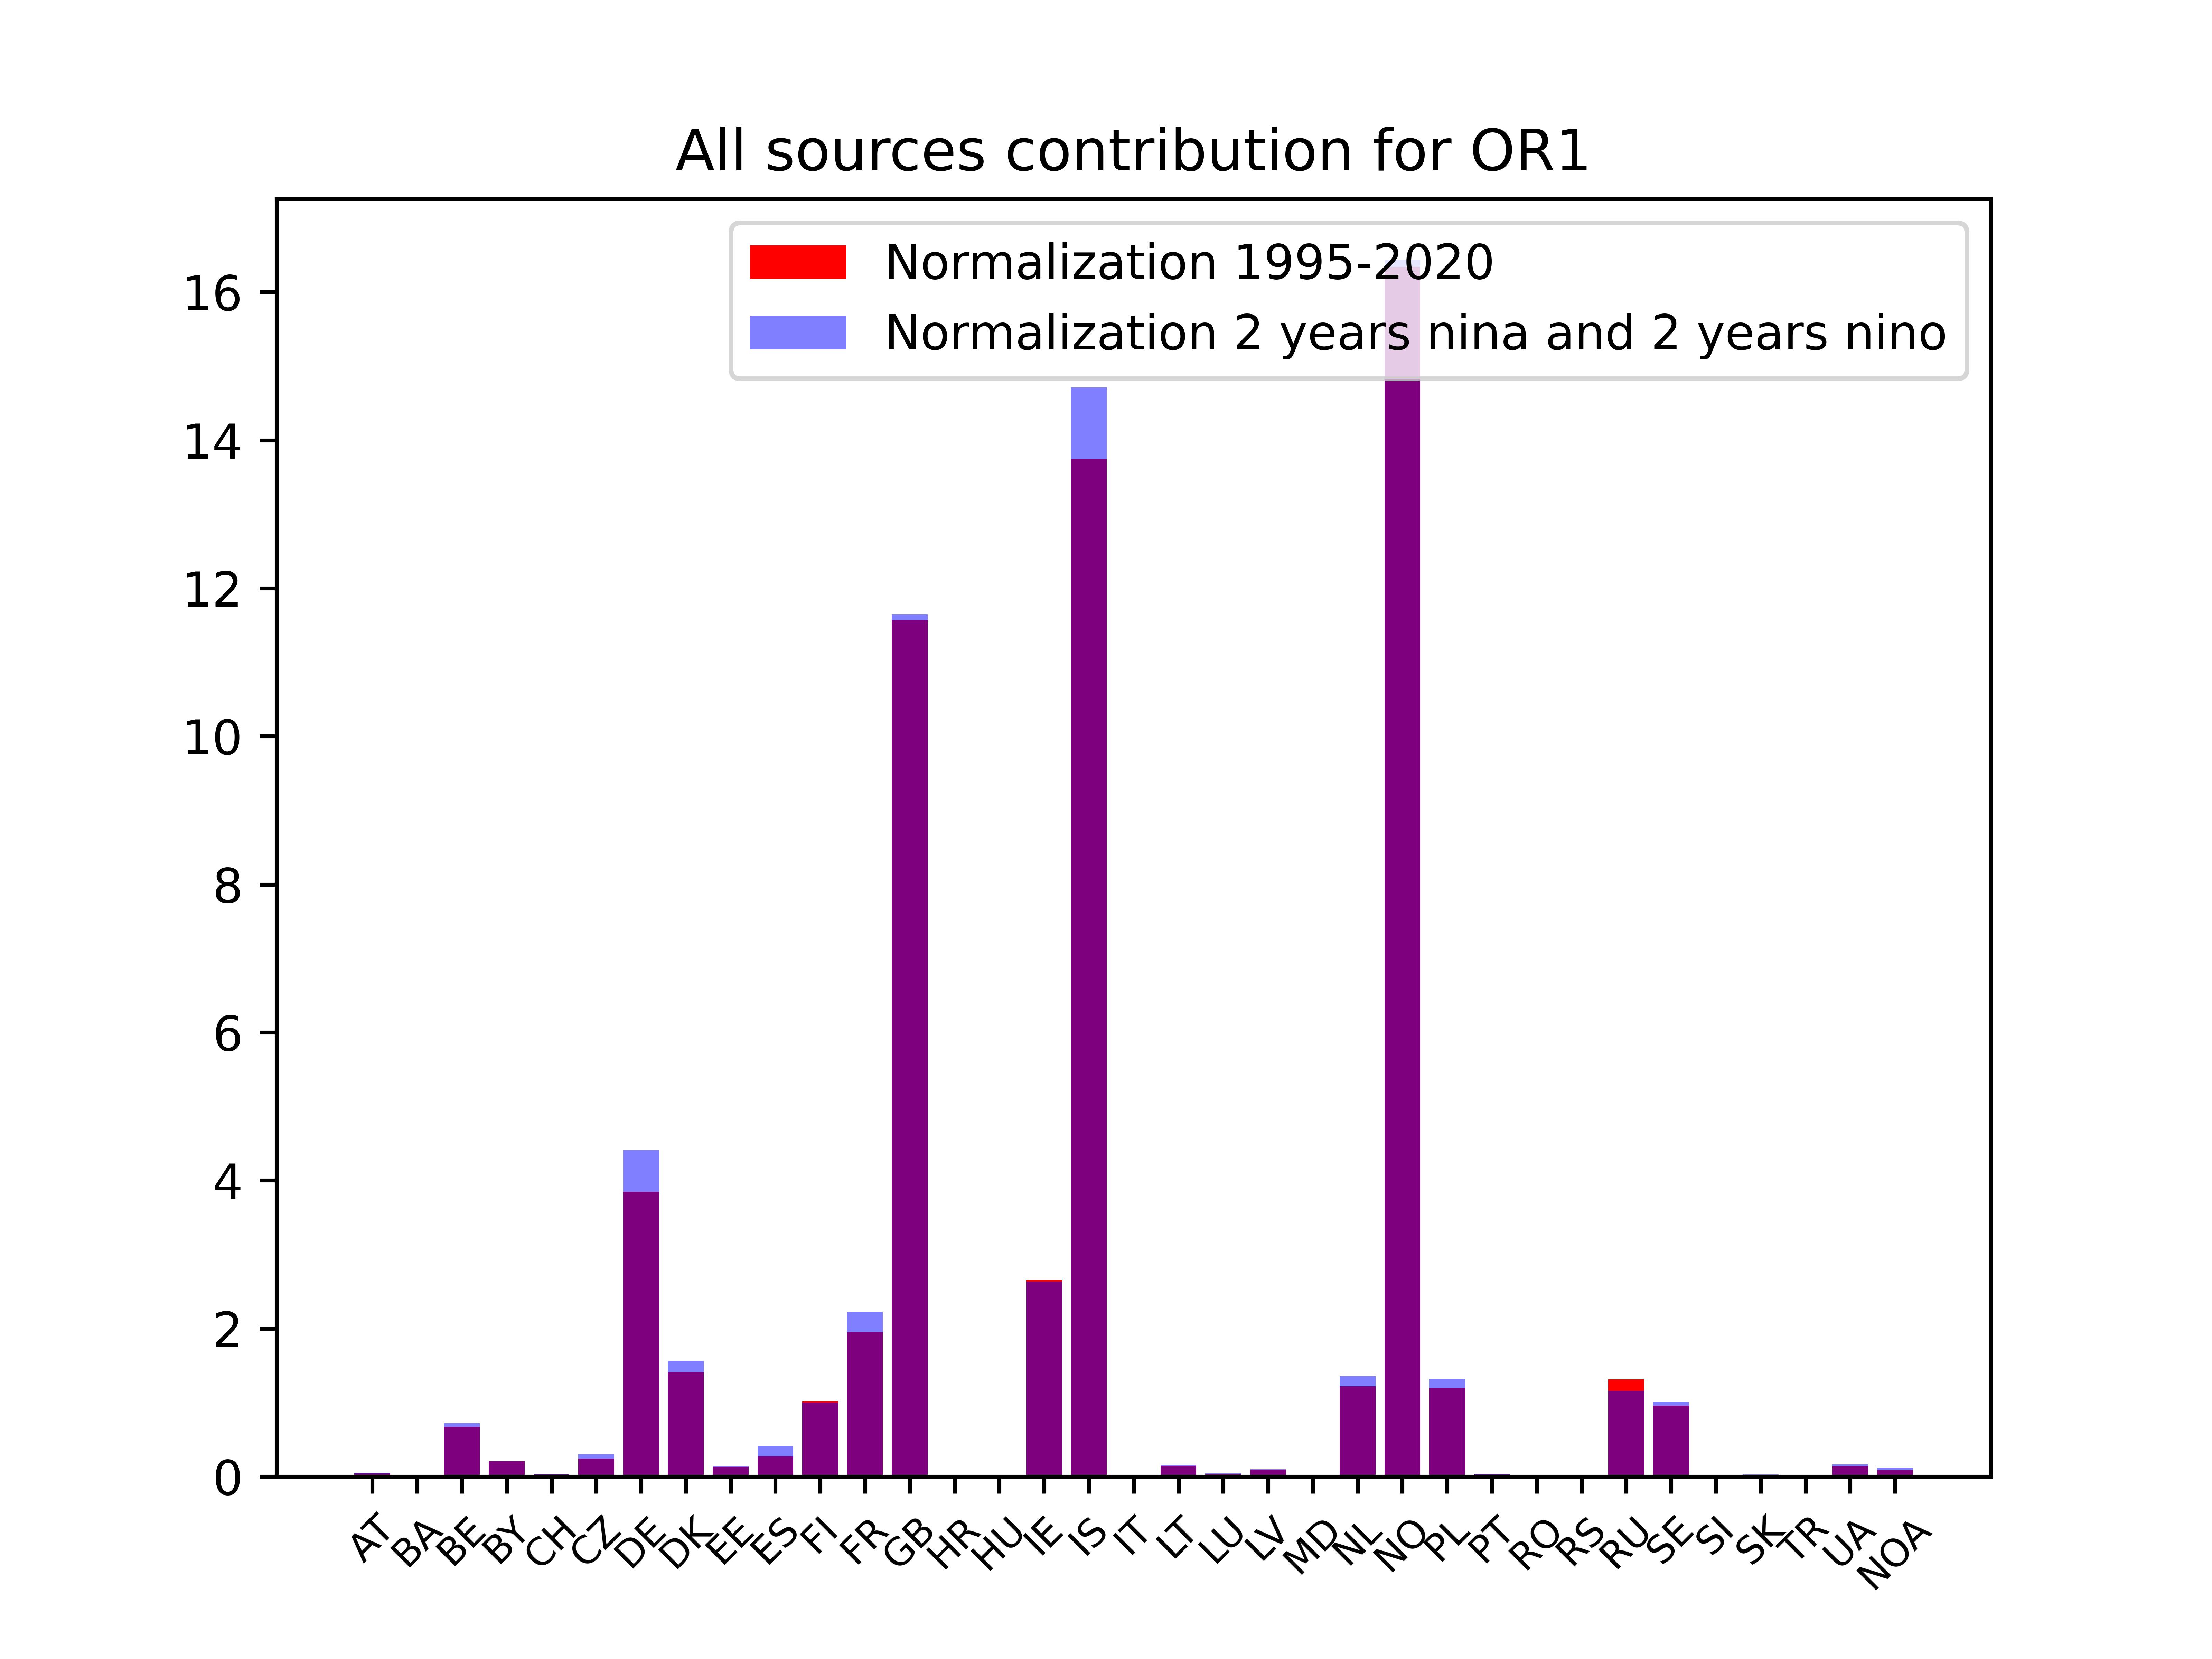 All sources contribution for OR1
Normalization 1995-2020
Normalization 2 years nina and 2 years nino
16
14
12
10
8
6
4
2
0
AT BA BE BY CH CZ DE DK EE ES FI FR GB HR HU IE IS IT LT LU LV MD NL NO PL PT RO RS RU SE SI SK TR UA NOA